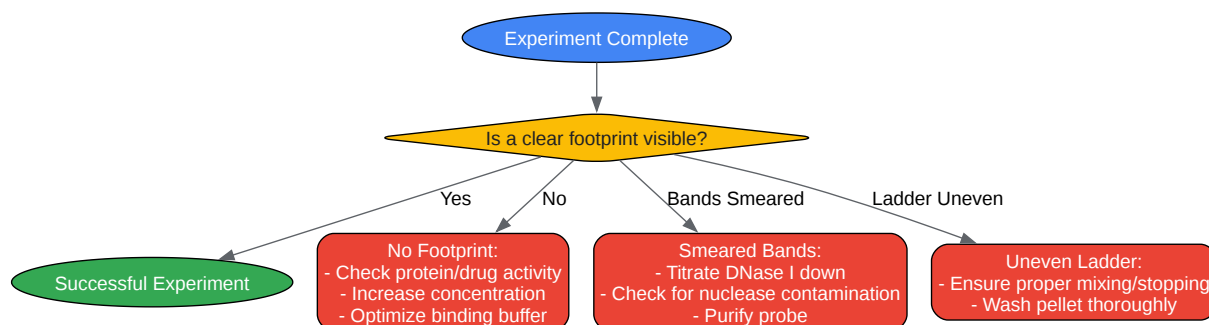 Experiment Complete
Is a clear footprint visible?
Yes
No
Bands Smeared
Ladder Uneven
Successful Experiment
No Footprint:
- Check protein/drug activity
- Increase concentration
- Optimize binding buffer
Smeared Bands:
- Titrate DNase I down
- Check for nuclease contamination
- Purify probe
Uneven Ladder:
- Ensure proper mixing/stopping
- Wash pellet thoroughly